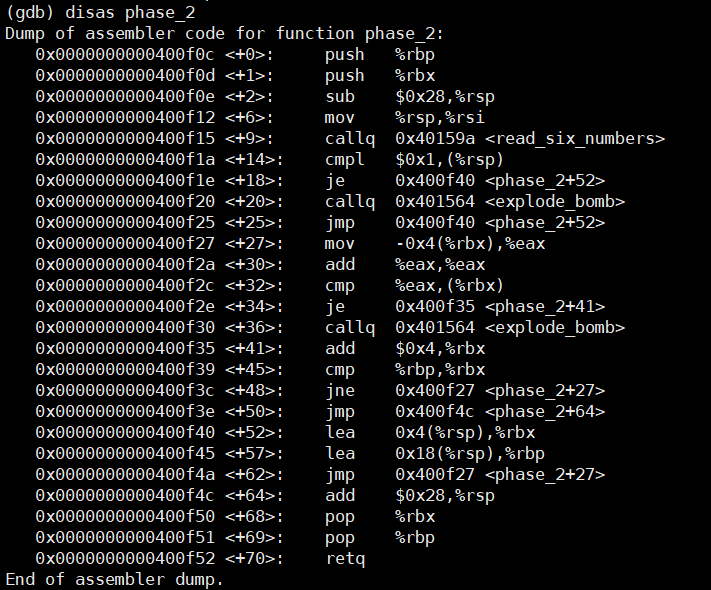 (gdb) disas phase_2
Dump of assembler code for function phase_2:
   0x0000000000400f0c <+0>:     push   %rbp
   0x0000000000400f0d <+1>:     push   %rbx
   0x0000000000400f0e <+2>:     sub    $0x28,%rsp
   0x0000000000400f12 <+6>:     mov    %rsp,%rsi
   0x0000000000400f15 <+9>:     callq  0x40159a <read_six_numbers>
   0x0000000000400f1a <+14>:    cmpl   $0x1,(%rsp)
   0x0000000000400f1e <+18>:    je     0x400f40 <phase_2+52>
   0x0000000000400f20 <+20>:    callq  0x401564 <explode_bomb>
   0x0000000000400f25 <+25>:    jmp    0x400f40 <phase_2+52>
   0x0000000000400f27 <+27>:    mov    -0x4(%rbx),%eax
   0x0000000000400f2a <+30>:    add    %eax,%eax
   0x0000000000400f2c <+32>:    cmp    %eax,(%rbx)
   0x0000000000400f2e <+34>:    je     0x400f35 <phase_2+41>
   0x0000000000400f30 <+36>:    callq  0x401564 <explode_bomb>
   0x0000000000400f35 <+41>:    add    $0x4,%rbx
   0x0000000000400f39 <+45>:    cmp    %rbp,%rbx
   0x0000000000400f3c <+48>:    jne    0x400f27 <phase_2+27>
   0x0000000000400f3e <+50>:    jmp    0x400f4c <phase_2+64>
   0x0000000000400f40 <+52>:    lea    0x4(%rsp),%rbx
   0x0000000000400f45 <+57>:    lea    0x18(%rsp),%rbp
   0x0000000000400f4a <+62>:    jmp    0x400f27 <phase_2+27>
   0x0000000000400f4c <+64>:    add    $0x28,%rsp
   0x0000000000400f50 <+68>:    pop    %rbx
   0x0000000000400f51 <+69>:    pop    %rbp
   0x0000000000400f52 <+70>:    retq
End of assembler dump.